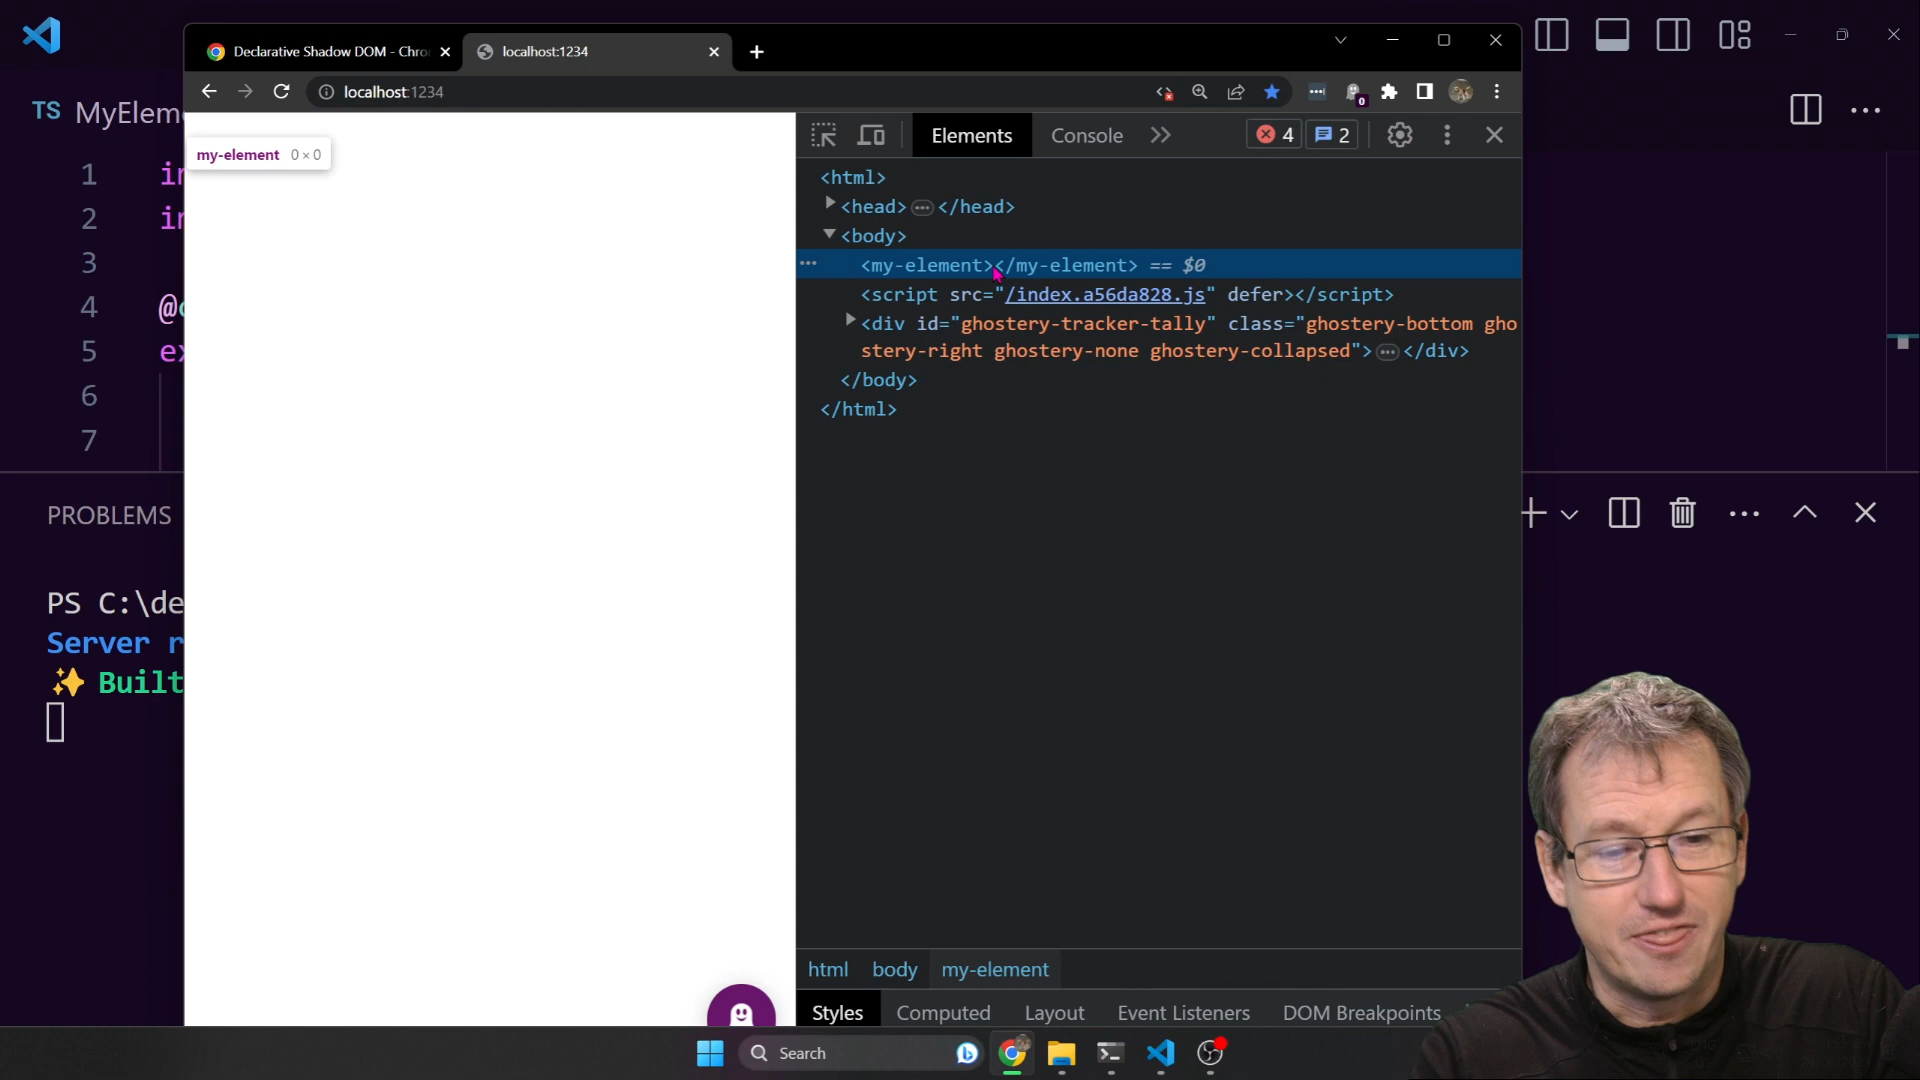 Declarative Shadow DOM - Chro
localhost:1234
localhost:1234
TS MyEleme
my-element 0 × 0
Elements
Console
4
2
1
2
3
4
5
6
7
in
in
@c
ex
<html>
<head> ... </head>
<body>
<my-element></my-element> == $0
<script src="/index.a56da828.js" defer></script>
<div id="ghostery-tracker-tally" class="ghostery-bottom gho
stery-right ghostery-none ghostery-collapsed"> ... </div>
</body>
</html>
PROBLEMS
PS C:\de
Server r
✨ Built
html body my-element
Styles Computed Layout Event Listeners DOM Breakpoints
Search